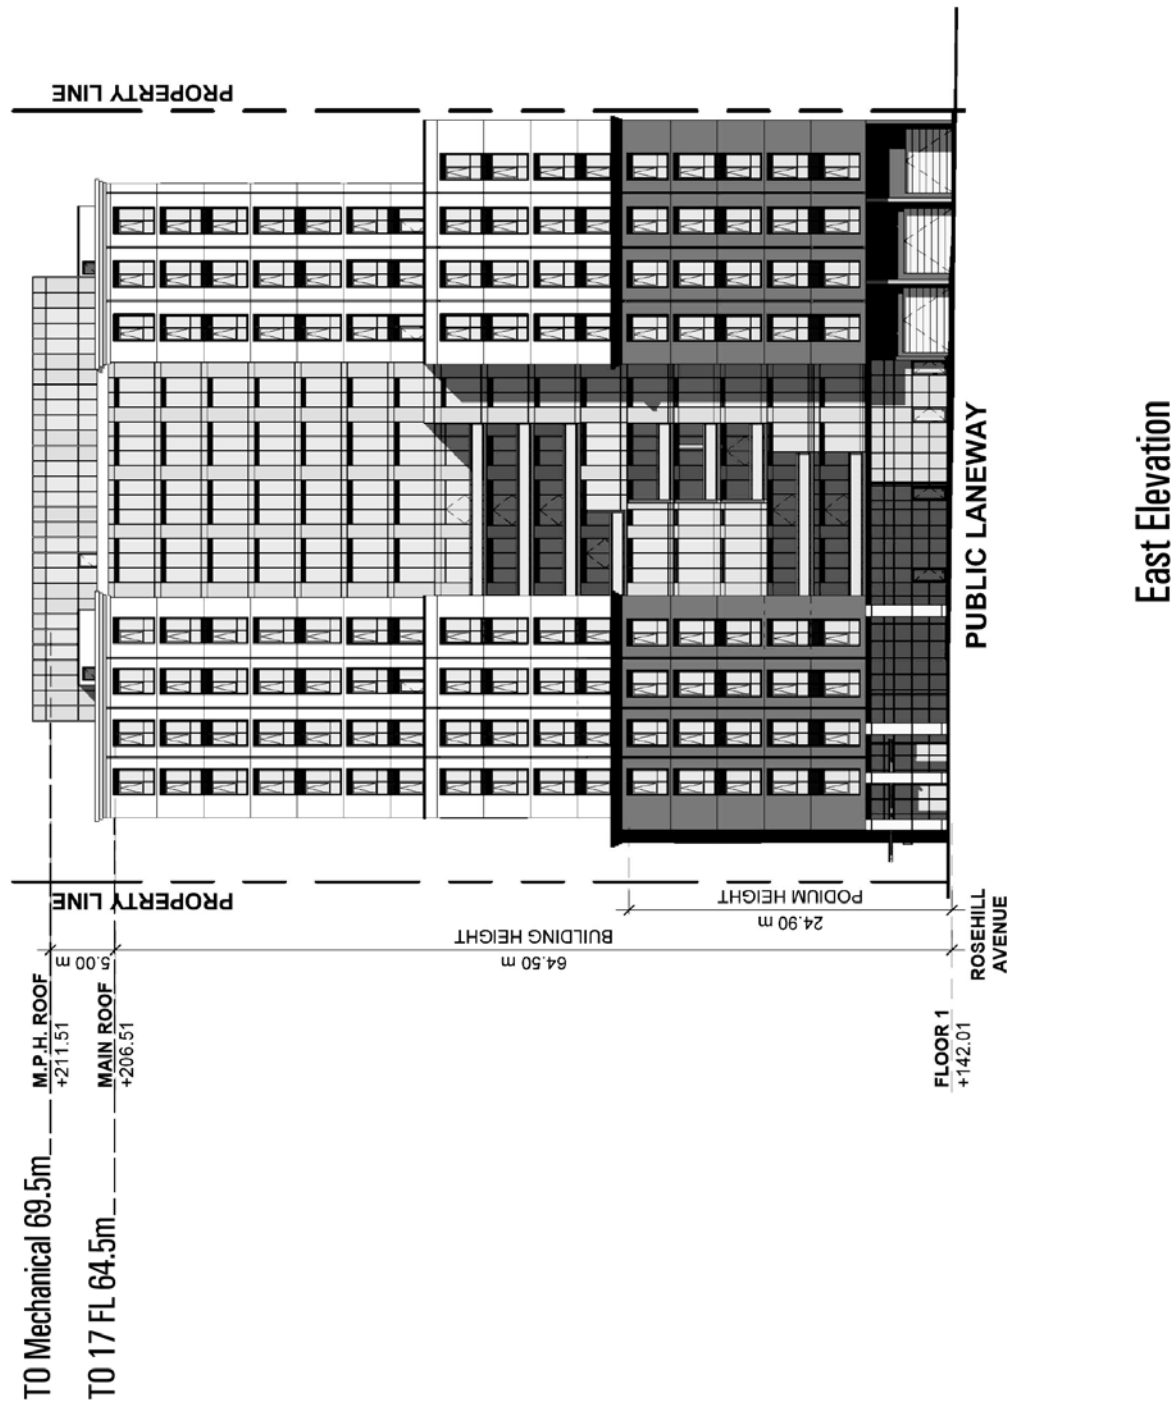 TO Mechanical 69.5m
TO 17 FL 64.5m
M.P.H. ROOF
+211.51
MAIN ROOF
+206.51
5.00 m
PROPERTY LINE
PROPERTY LINE
BUILDING HEIGHT
64.50 m
PODIUM HEIGHT
24.90 m
FLOOR 1
+142.01
ROSEHILL
AVENUE
PUBLIC LANEWAY
East Elevation